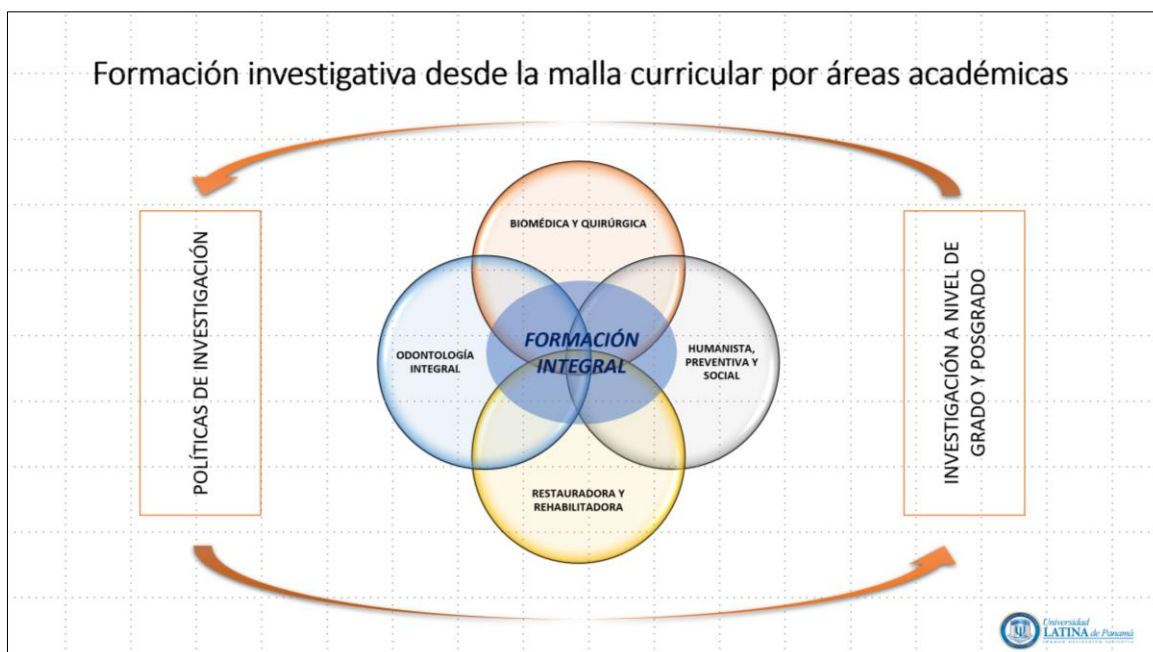 Formación investigativa desde la malla curricular por áreas académicas
POLÍTICAS DE INVESTIGACIÓN
BIOMÉDICA Y QUIRÚRGICA
ODONTOLOGÍA
INTEGRAL
FORMACIÓN
INTEGRAL
HUMANISTA,
PREVENTIVA Y
SOCIAL
RESTAURADORA Y
REHABILITADORA
INVESTIGACIÓN A NIVEL DE
GRADO Y POSGRADO
Universidad
LATINA de Panamá